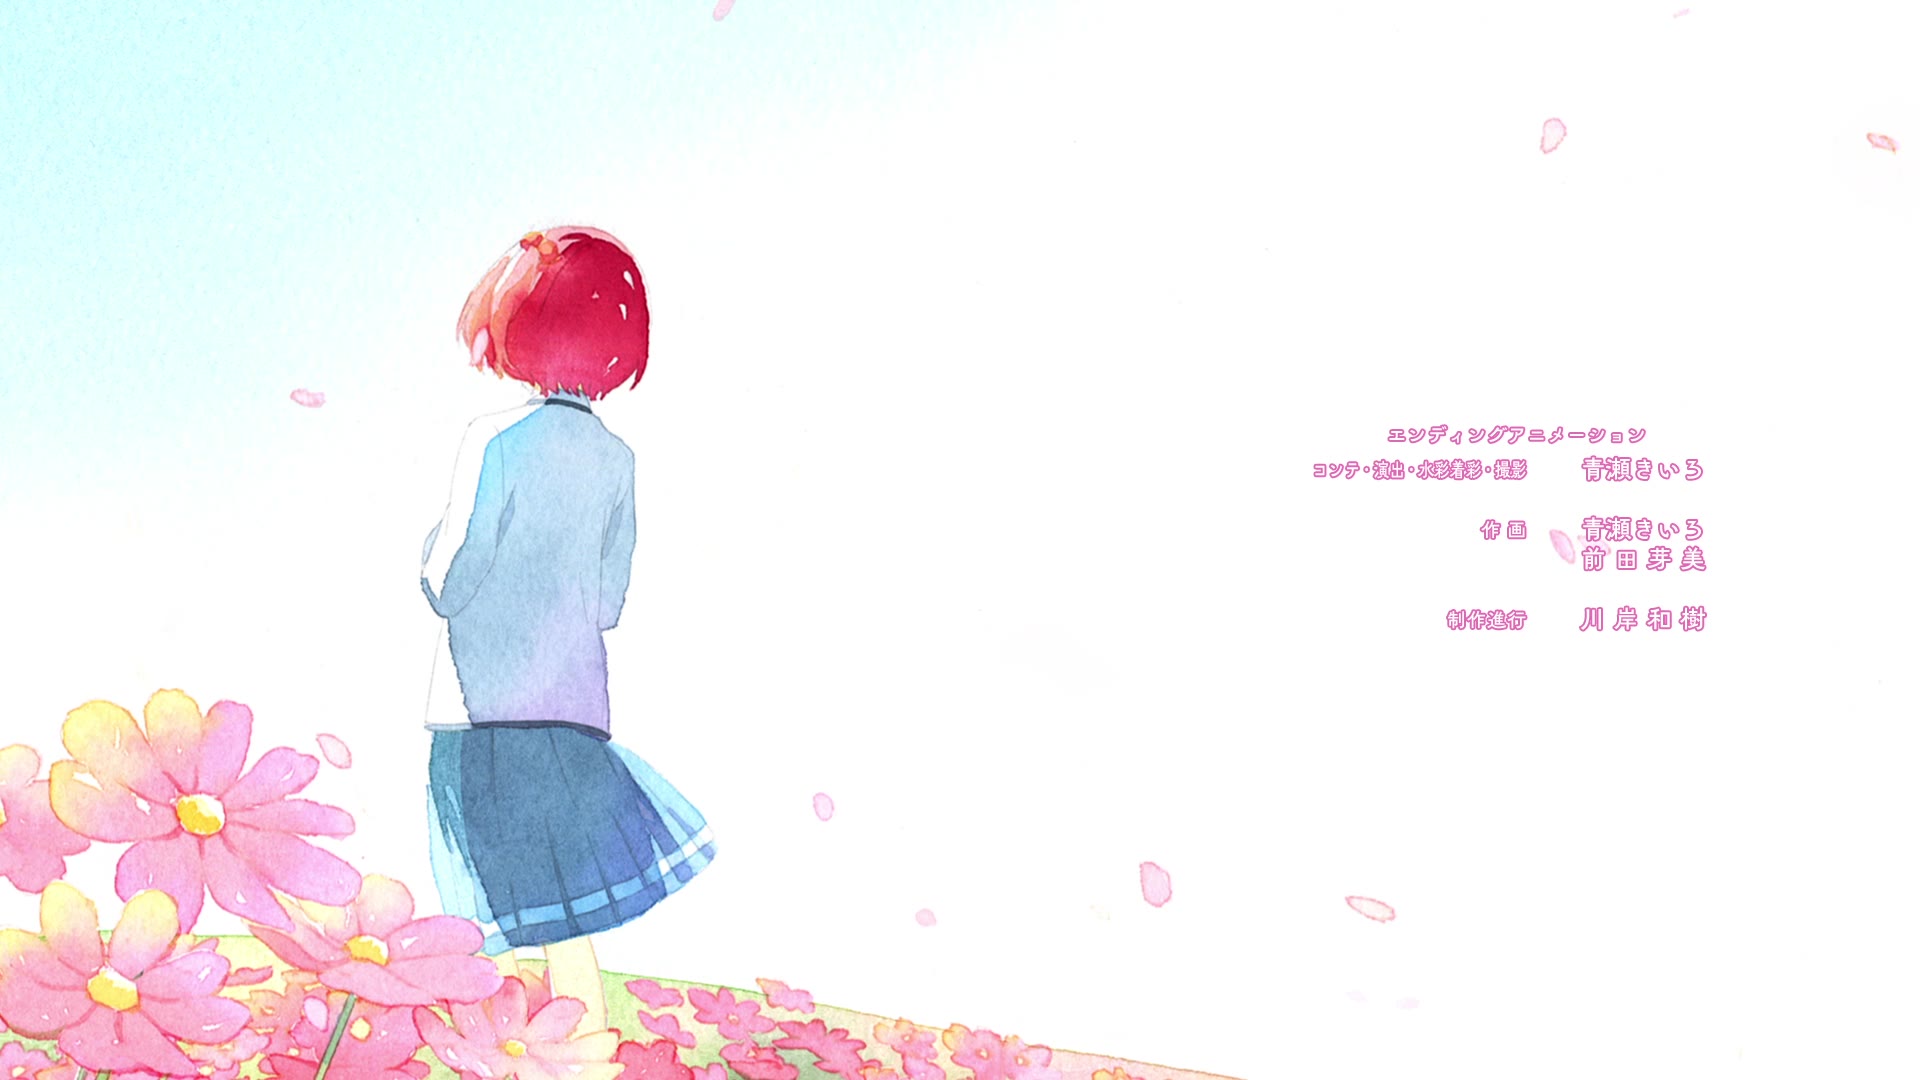 エンディングアニメーション
コンテ・演出・水彩着彩・撮影 青瀬きいろ
作画 青瀬きいろ
前田芽美
制作進行 川岸和樹